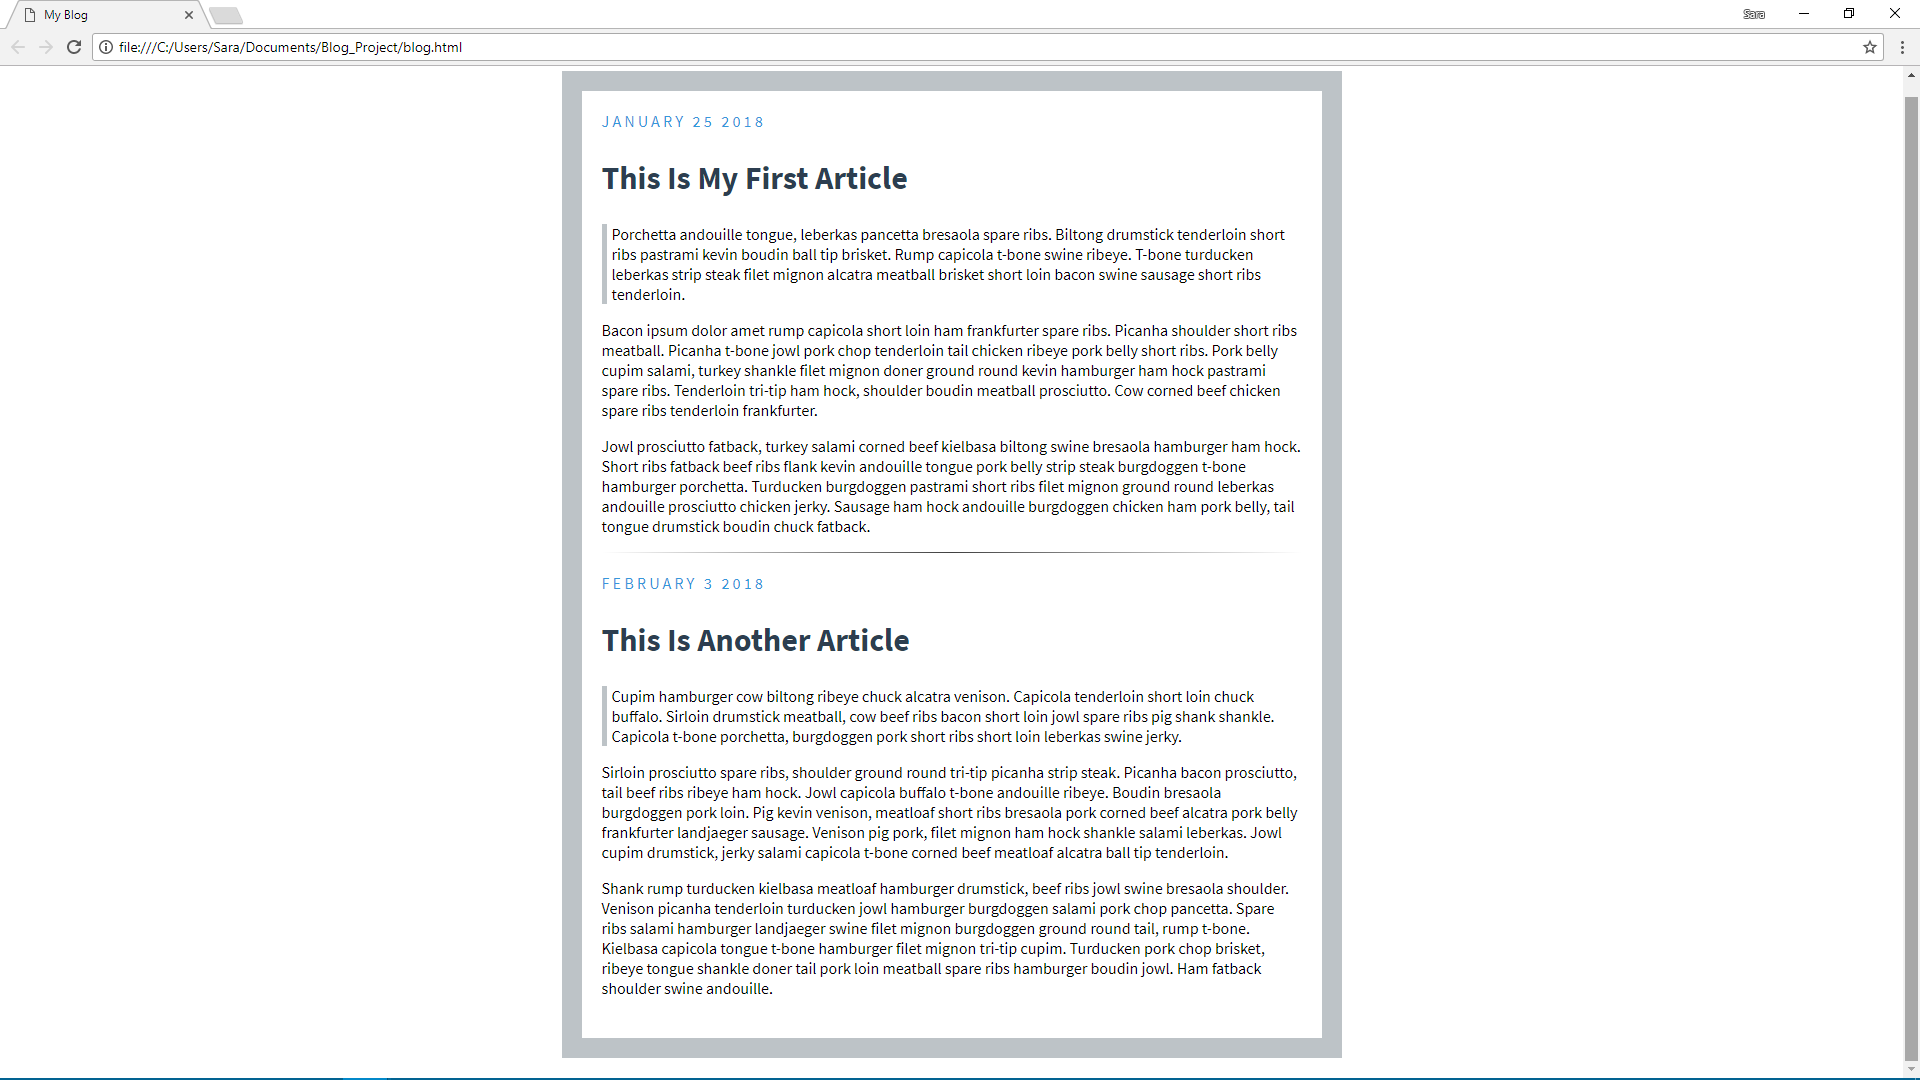 My Blog
Sara
file:///C:/Users/Sara/Documents/Blog_Project/blog.html
JANUARY 25 2018
This Is My First Article
Porchetta andouille tongue, leberkas pancetta bresaola spare ribs. Biltong drumstick tenderloin short
ribs pastrami kevin boudin ball tip brisket. Rump capicola t-bone swine ribeye. T-bone turducken
leberkas strip steak filet mignon alcatra meatball brisket short loin bacon swine sausage short ribs
tenderloin.
Bacon ipsum dolor amet rump capicola short loin ham frankfurter spare ribs. Picanha shoulder short ribs
meatball. Picanha t-bone jowl pork chop tenderloin tail chicken ribeye pork belly short ribs. Pork belly
cupim salami, turkey shankle filet mignon doner ground round kevin hamburger ham hock pastrami
spare ribs. Tenderloin tri-tip ham hock, shoulder boudin meatball prosciutto. Cow corned beef chicken
spare ribs tenderloin frankfurter.
Jowl prosciutto fatback, turkey salami corned beef kielbasa biltong swine bresaola hamburger ham hock.
Short ribs fatback beef ribs flank kevin andouille tongue pork belly strip steak burgdoggen t-bone
hamburger porchetta. Turducken burgdoggen pastrami short ribs filet mignon ground round leberkas
andouille prosciutto chicken jerky. Sausage ham hock andouille burgdoggen chicken ham pork belly, tail
tongue drumstick boudin chuck fatback.
FEBRUARY 3 2018
This Is Another Article
Cupim hamburger cow biltong ribeye chuck alcatra venison. Capicola tenderloin short loin chuck
buffalo. Sirloin drumstick meatball, cow beef ribs bacon short loin jowl spare ribs pig shank shankle.
Capicola t-bone porchetta, burgdoggen pork short ribs short loin leberkas swine jerky.
Sirloin prosciutto spare ribs, shoulder ground round tri-tip picanha strip steak. Picanha bacon prosciutto,
tail beef ribs ribeye ham hock. Jowl capicola buffalo t-bone andouille ribeye. Boudin bresaola
burgdoggen pork loin. Pig kevin venison, meatloaf short ribs bresaola pork corned beef alcatra pork belly
frankfurter landjaeger sausage. Venison pig pork, filet mignon ham hock shankle salami leberkas. Jowl
cupim drumstick, jerky salami capicola t-bone corned beef meatloaf alcatra ball tip tenderloin.
Shank rump turducken kielbasa meatloaf hamburger drumstick, beef ribs jowl swine bresaola shoulder.
Venison picanha tenderloin turducken jowl hamburger burgdoggen salami pork chop pancetta. Spare
ribs salami hamburger landjaeger swine filet mignon burgdoggen ground round tail, rump t-bone.
Kielbasa capicola tongue t-bone hamburger filet mignon tri-tip cupim. Turducken pork chop brisket,
ribeye tongue shankle doner tail pork loin meatball spare ribs hamburger boudin jowl. Ham fatback
shoulder swine andouille.